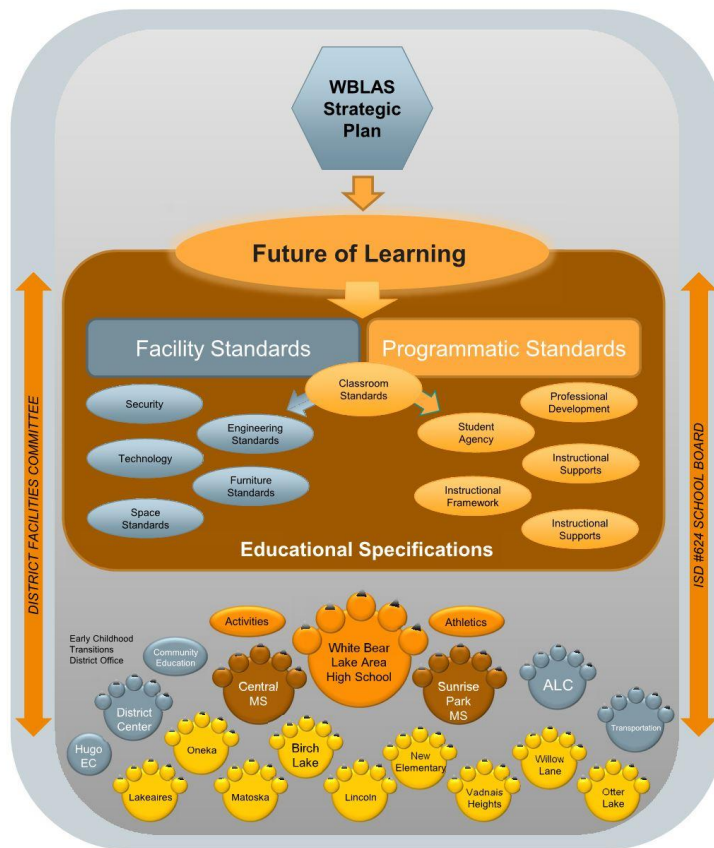 WBLAS
Strategic
Plan
Future of Learning
Facility Standards
Programmatic Standards
Classroom
Standards
Security
Engineering
Standards
Technology
Furniture
Standards
Space
Standards
Professional
Development
Student
Agency
Instructional
Supports
Instructional
Framework
Instructional
Supports
Educational Specifications
DISTRICT FACILITIES COMMITTEE
ISD #624 SCHOOL BOARD
Activities
Athletics
White Bear
Lake Area
High School
Early Childhood
Transitions
District Office
Community
Education
Central
MS
Sunrise
Park
MS
ALC
District
Center
Transportation
Hugo
EC
Oneka
Birch
Lake
New
Elementary
Willow
Lane
Lakeaires
Matoska
Lincoln
Vadnais
Heights
Otter
Lake